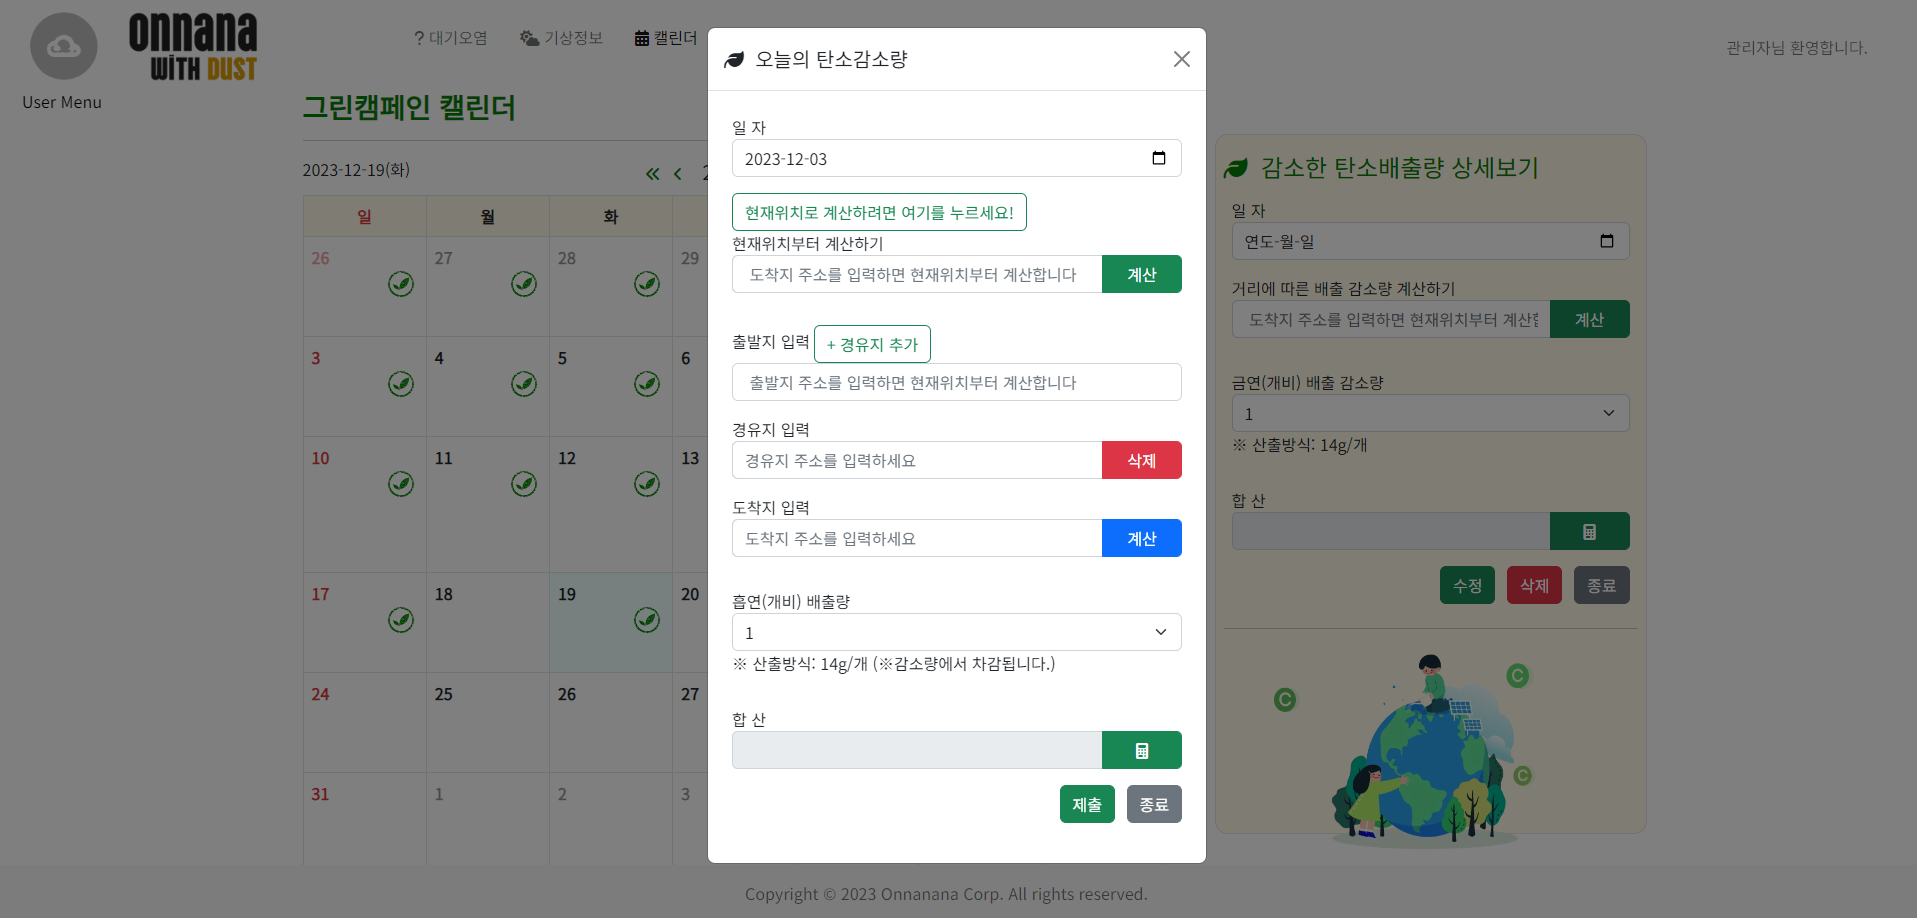 onnana
WITH DUST
User Menu
? 대기오염
기상정보
캘린더
관리자님 환영합니다.
그린캠페인 캘린더
2023-12-19(화)
« ‹
일 월 화
26 27 28 29
3 4 5 6
10 11 12 13
17 18 19 20
24 25 26 27
31 1 2 3
오늘의 탄소감소량
일 자
2023-12-03
현재위치로 계산하려면 여기를 누르세요!
현재위치부터 계산하기
도착지 주소를 입력하면 현재위치부터 계산합니다 계산
출발지 입력 + 경유지 추가
출발지 주소를 입력하면 현재위치부터 계산합니다
경유지 입력
경유지 주소를 입력하세요 삭제
도착지 입력
도착지 주소를 입력하세요 계산
흡연(개비) 배출량
1
※ 산출방식: 14g/개 (※감소량에서 차감됩니다.)
합 산
제출 종료
감소한 탄소배출량 상세보기
일 자
연도-월-일
거리에 따른 배출 감소량 계산하기
도착지 주소를 입력하면 현재위치부터 계산 계산
금연(개비) 배출 감소량
1
※ 산출방식: 14g/개
합 산
수정 삭제 종료
C
C
C
Copyright © 2023 Onnanana Corp. All rights reserved.